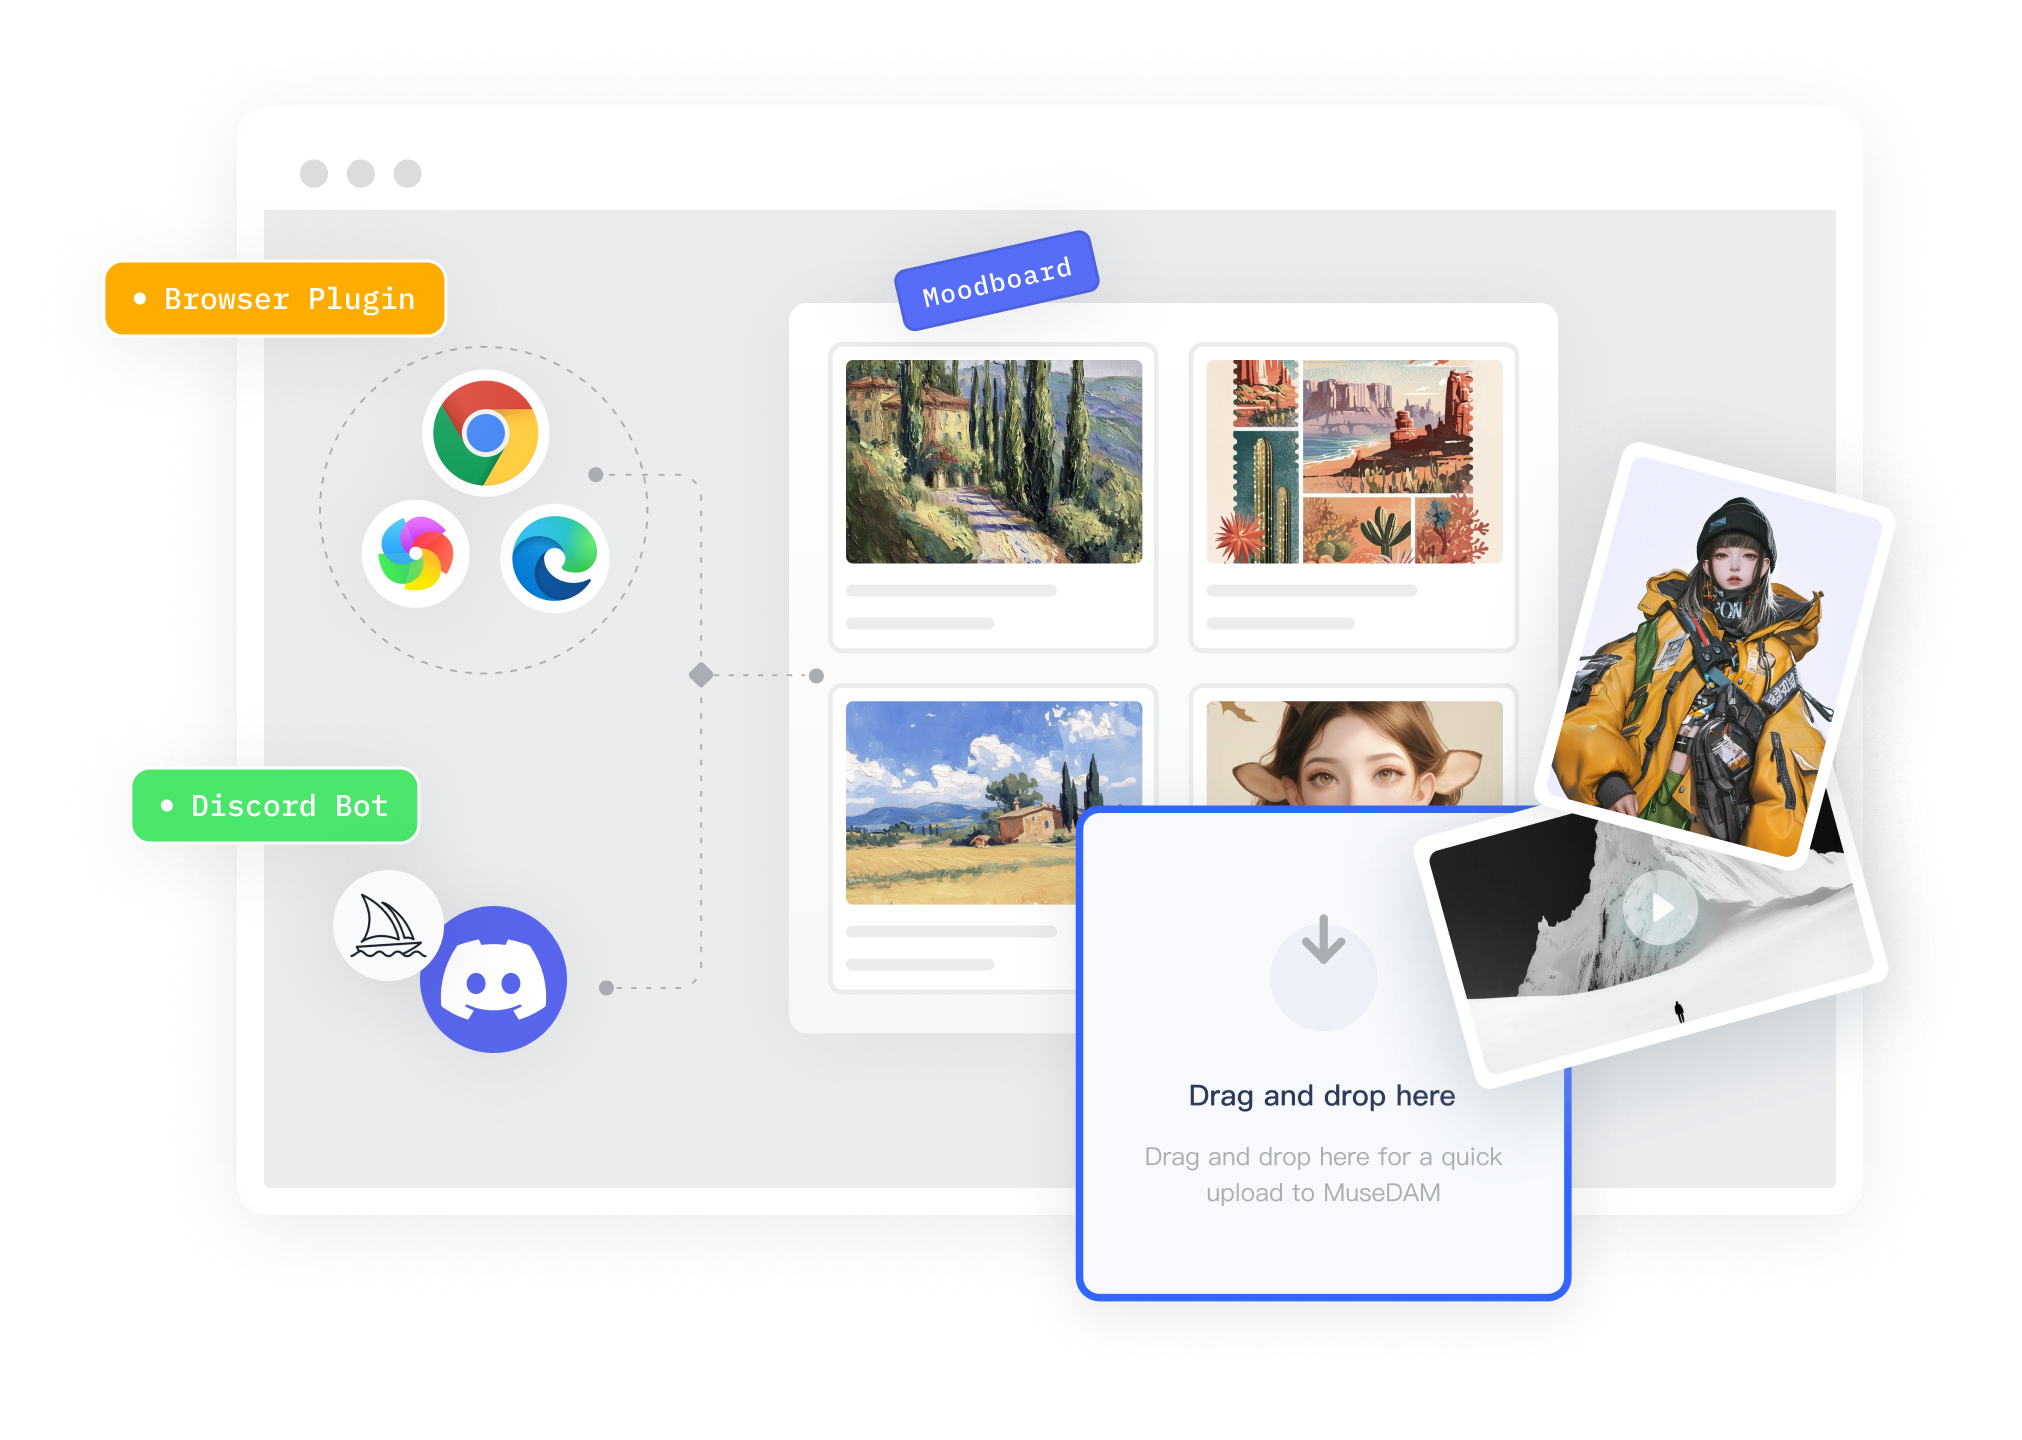 Browser Plugin
Moodboard
Discord Bot
Drag and drop here
Drag and drop here for a quick
upload to MuseDAM